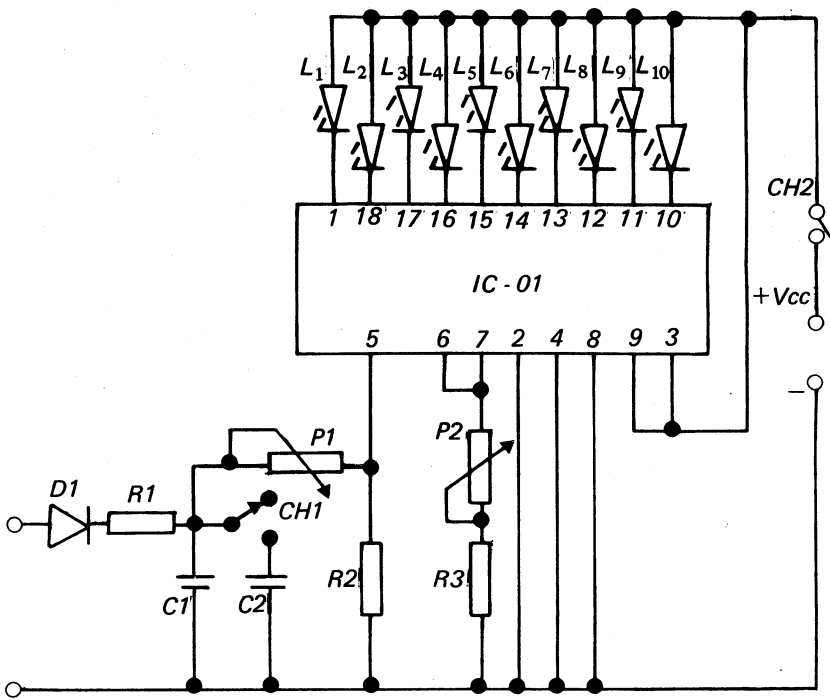 L1 L2 L3 L4 L5 L6 L7 L8 L9 L10
CH2
1 18 17 16 15 14 13 12 11 10
IC - 01
+Vcc
5 6 7 2 4 8 9 3
–
P1 P2
D1 R1 CH1
C1 C2 R2 R3